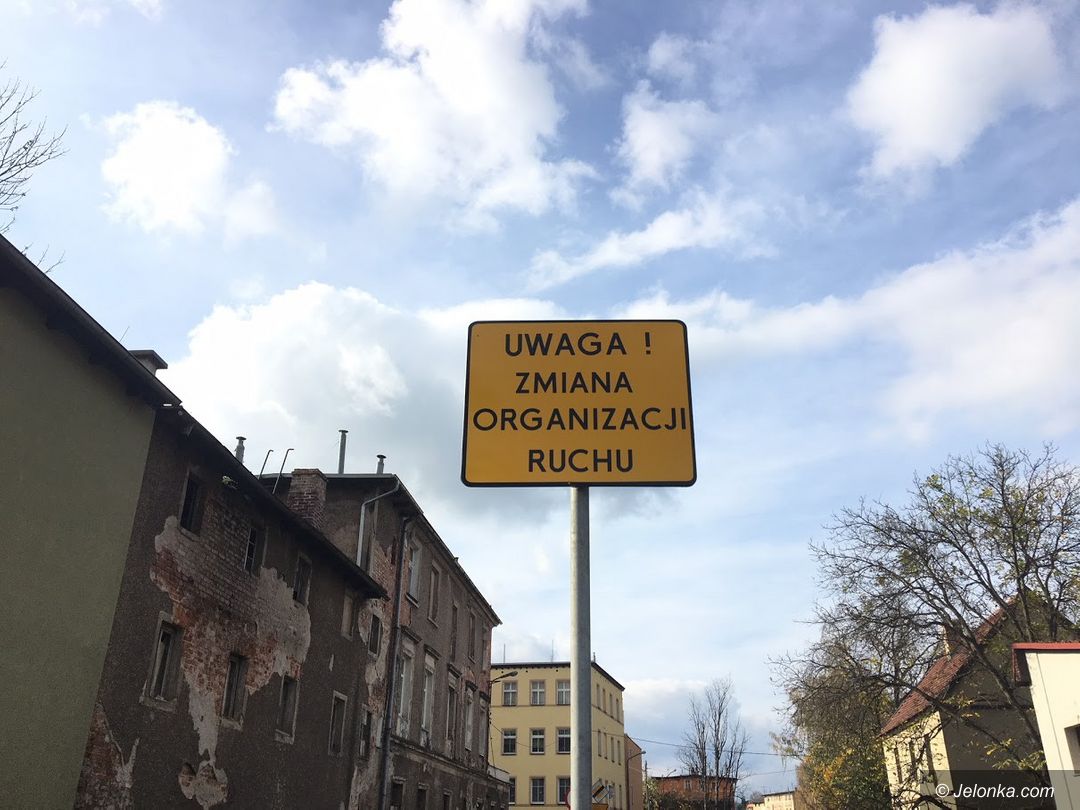 UWAGA !
ZMIANA
ORGANIZACJI
RUCHU
© Jelonka.com